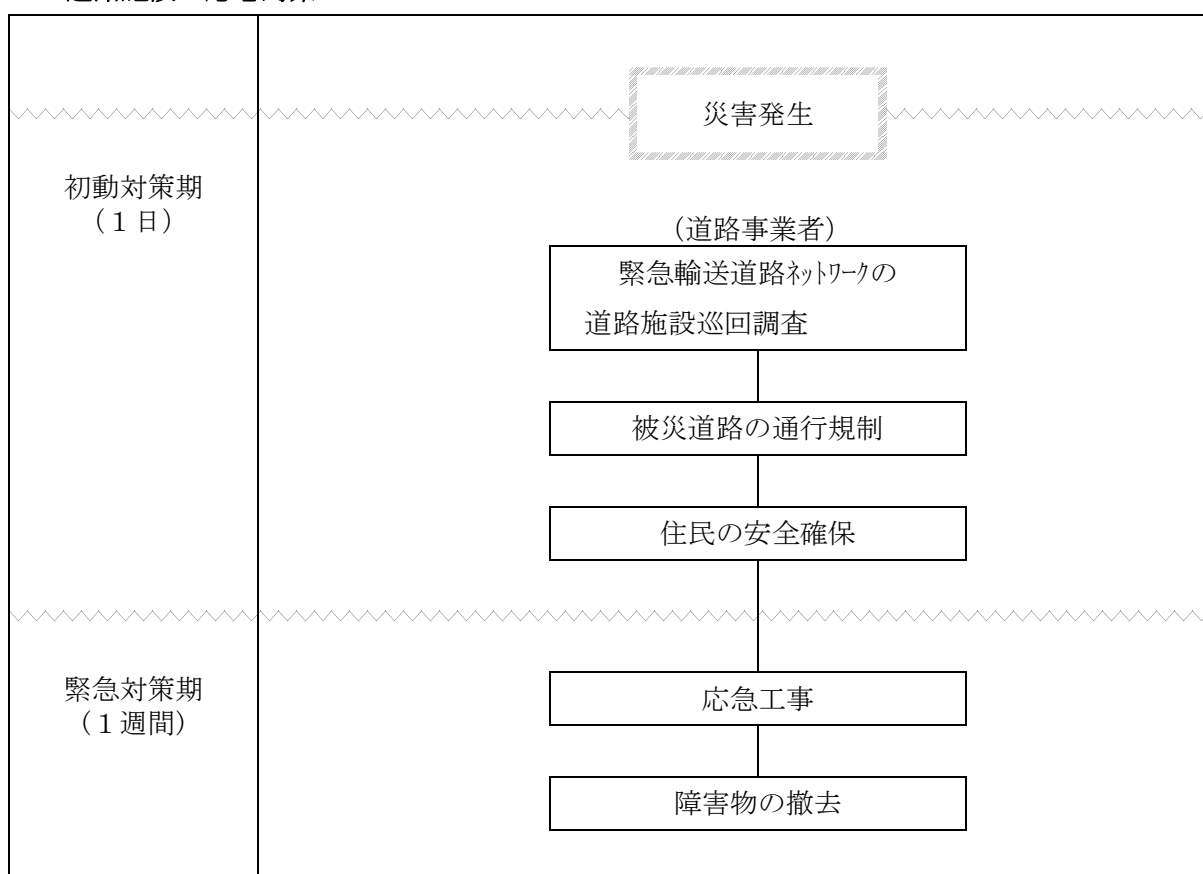 災害発生
初動対策期
(1日)
(道路事業者)
緊急輸送道路ﾈｯﾄﾜｰｸの
道路施設巡回調査
被災道路の通行規制
住民の安全確保
緊急対策期
(1週間)
応急工事
障害物の撤去